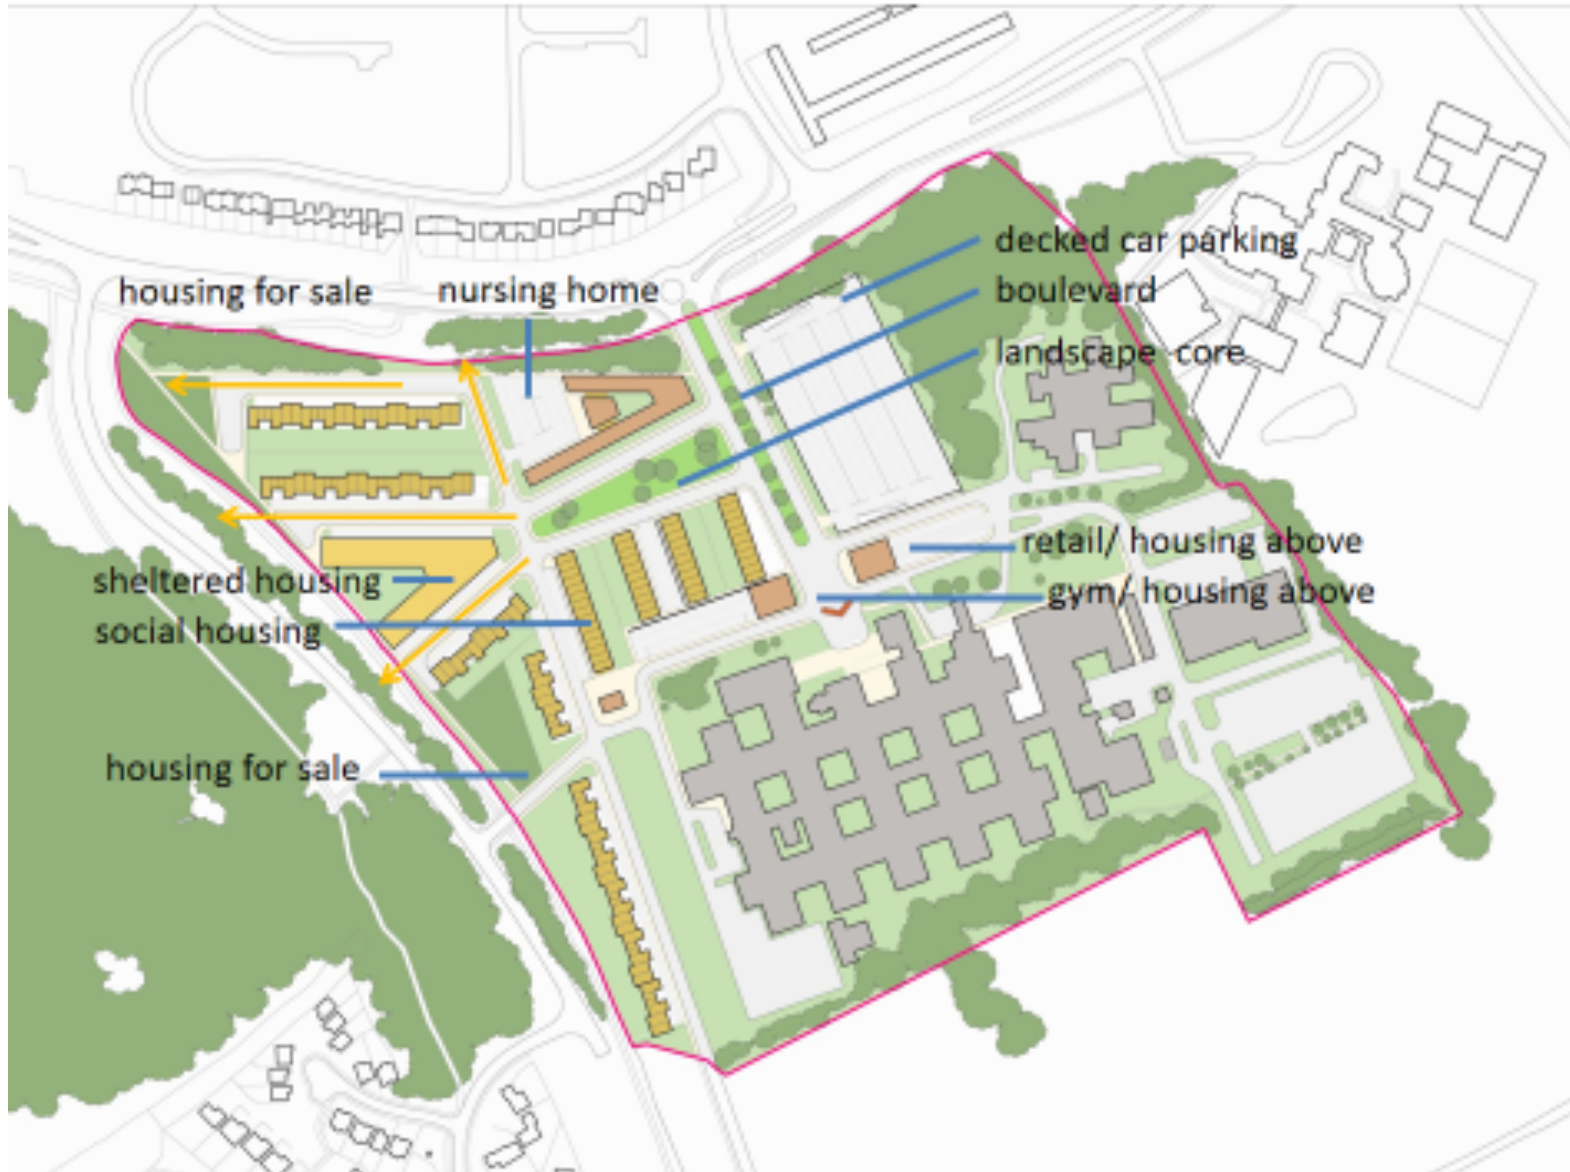 decked car parking
housing for sale
nursing home
boulevard
landscape core
retail/ housing above
sheltered housing
gym/ housing above
social housing
housing for sale